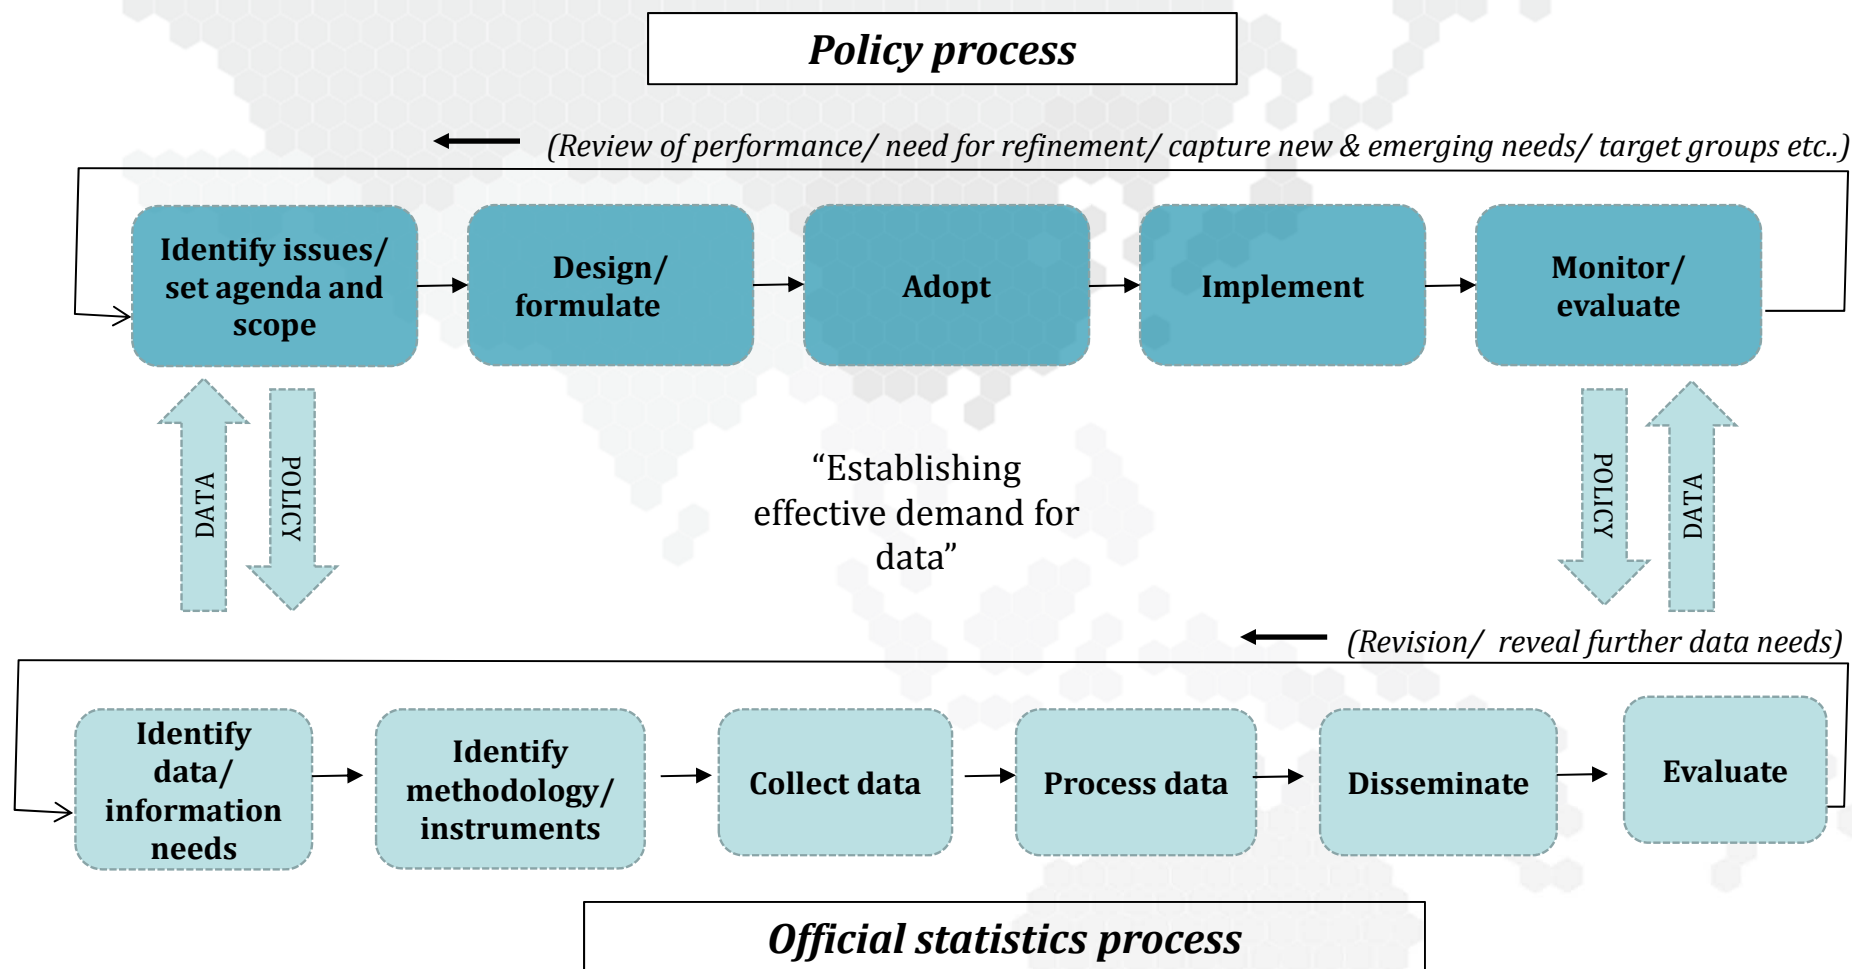 Policy process
(Review of performance/ need for refinement/ capture new & emerging needs/ target groups etc..)
Identify issues/
set agenda and
scope
Design/
formulate
Adopt
Implement
Monitor/
evaluate
DATA
POLICY
“Establishing
effective demand for
data”
POLICY
DATA
(Revision/ reveal further data needs)
Identify
data/
information
needs
Identify
methodology/
instruments
Collect data
Process data
Disseminate
Evaluate
Official statistics process